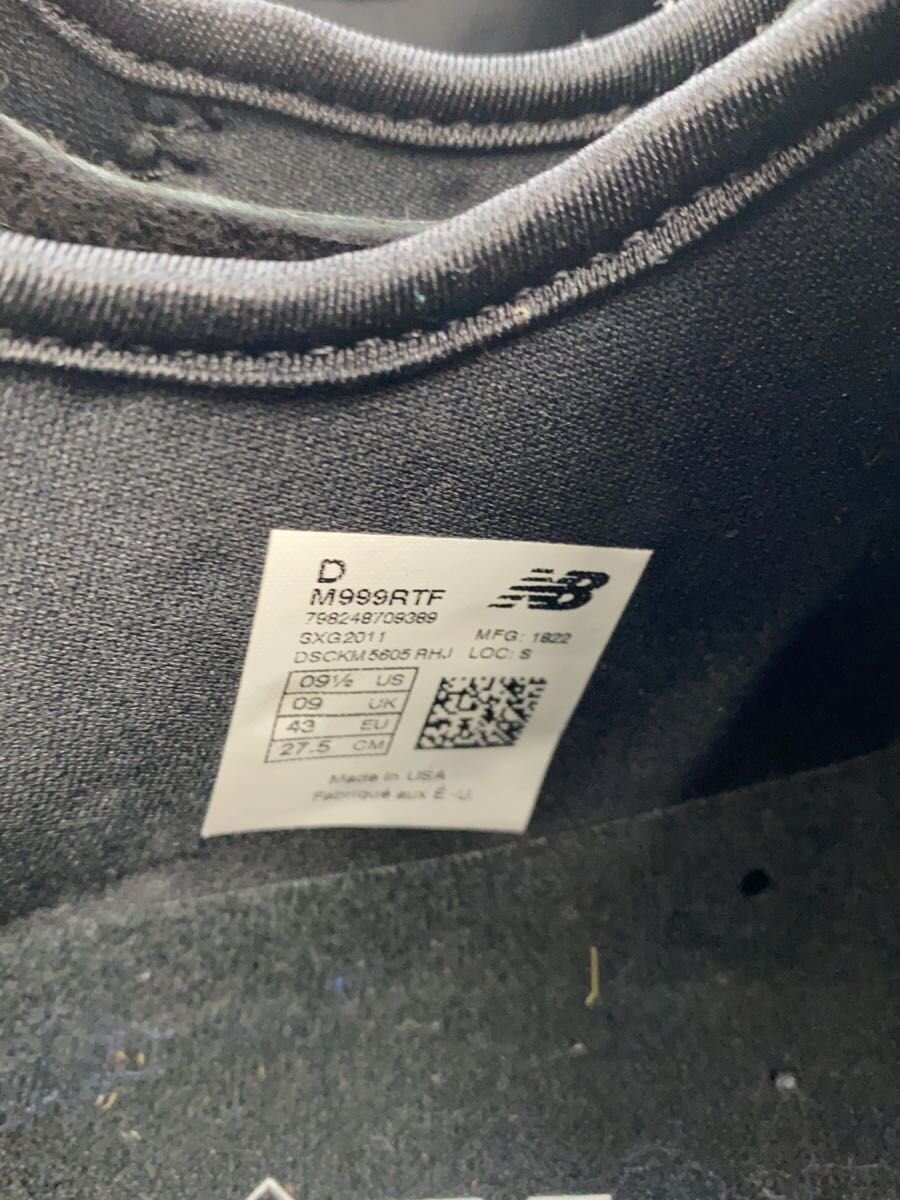 D
M999RTF
NB
798248709389
SXG2011 MFG: 1822
DSCKM5605 RHJ LOC: S
09½ US
09 UK
43 EU
27.5 CM
Made in USA
Fabriqué aux É.-U.